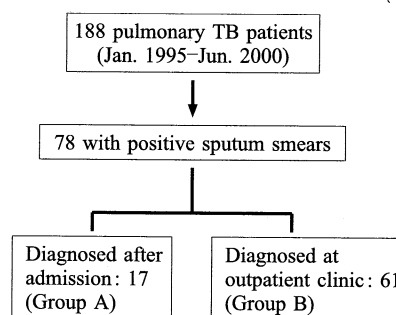 188 pulmonary TB patients
(Jan. 1995−Jun. 2000)
78 with positive sputum smears
Diagnosed after
admission: 17
(Group A)
Diagnosed at
outpatient clinic: 61
(Group B)